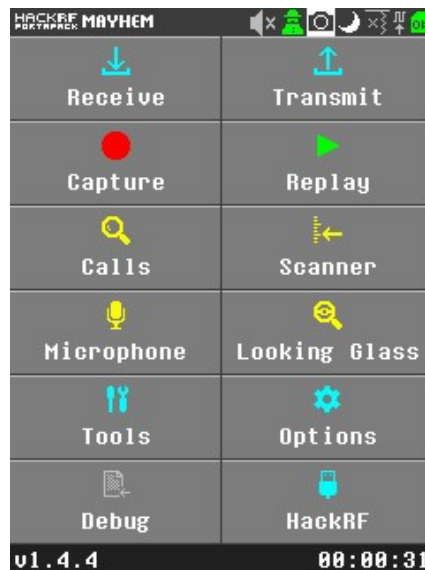 HACKRF PORTAPACK MAYHEM
Receive Transmit
Capture Replay
Calls Scanner
Microphone Looking Glass
Tools Options
Debug HackRF
v1.4.4 00:00:31